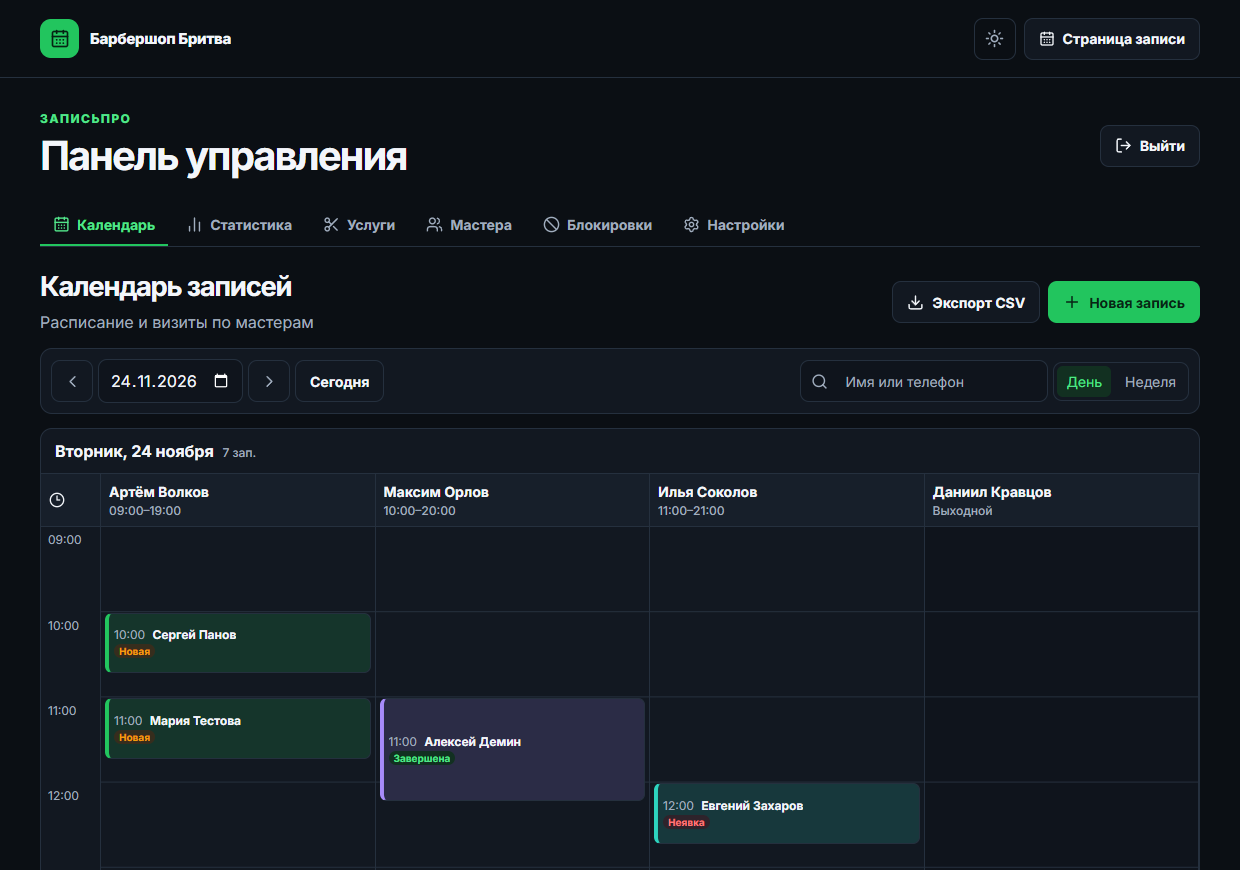 Барбершоп Бритва
Страница записи
ЗАПИСЬПРО
Панель управления
Выйти
Календарь
Статистика
Услуги
Мастера
Блокировки
Настройки
Календарь записей
Расписание и визиты по мастерам
Экспорт CSV
Новая запись
24.11.2026
Сегодня
Имя или телефон
День
Неделя
Вторник, 24 ноября 7 зап.
Артём Волков
09:00–19:00
Максим Орлов
10:00–20:00
Илья Соколов
11:00–21:00
Даниил Кравцов
Выходной
09:00
10:00
10:00 Сергей Панов
Новая
11:00
11:00 Мария Тестова
Новая
11:00 Алексей Демин
Завершена
12:00
12:00 Евгений Захаров
Неявка